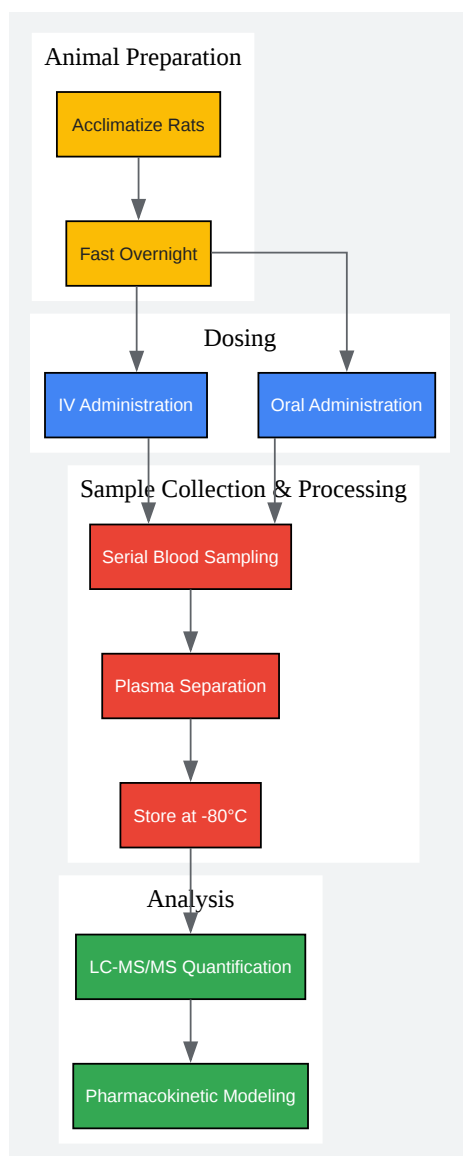 Animal Preparation
Acclimatize Rats
Fast Overnight
Dosing
IV Administration
Oral Administration
Sample Collection & Processing
Serial Blood Sampling
Plasma Separation
Store at -80°C
Analysis
LC-MS/MS Quantification
Pharmacokinetic Modeling